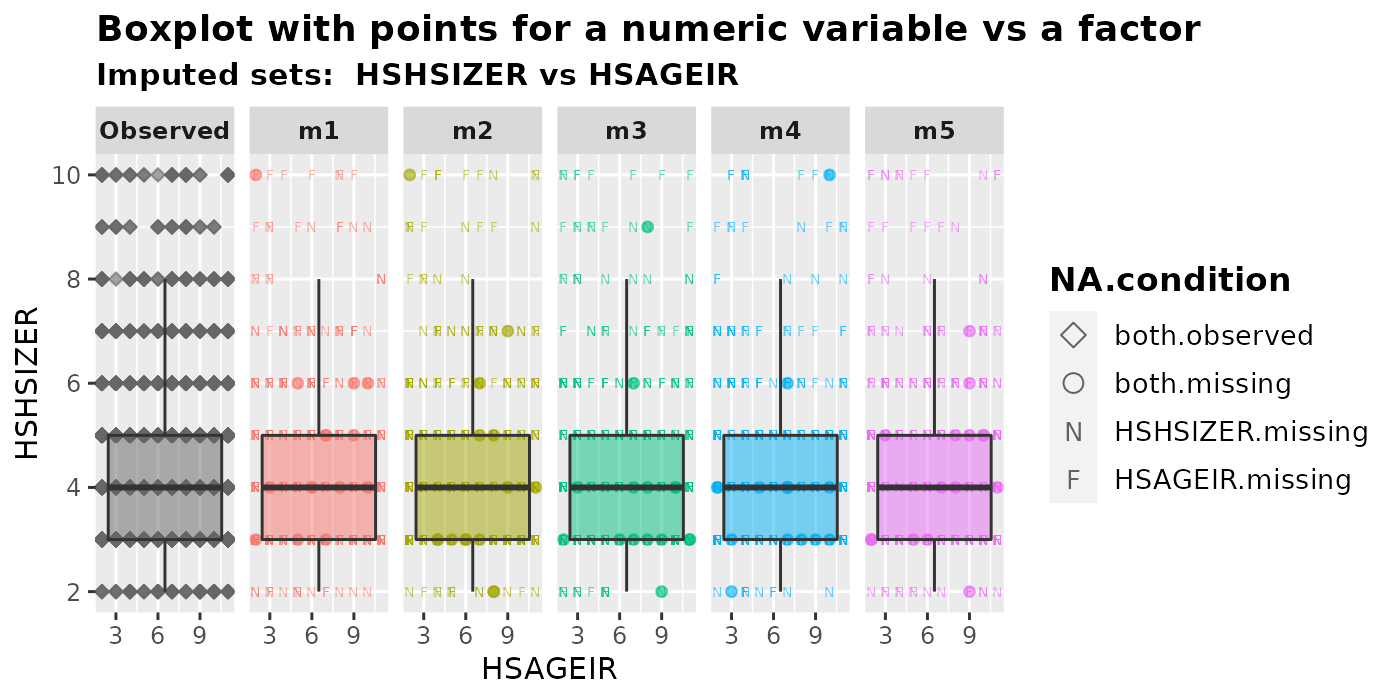 Boxplot with points for a numeric variable vs a factor
Imputed sets:  HSHSIZER vs HSAGEIR
Observed m1 m2 m3 m4 m5
HSHSIZER
10
8
6
4
2
3 6 9 3 6 9 3 6 9 3 6 9 3 6 9 3 6 9
HSAGEIR
NA.condition
both.observed
both.missing
N HSHSIZER.missing
F HSAGEIR.missing